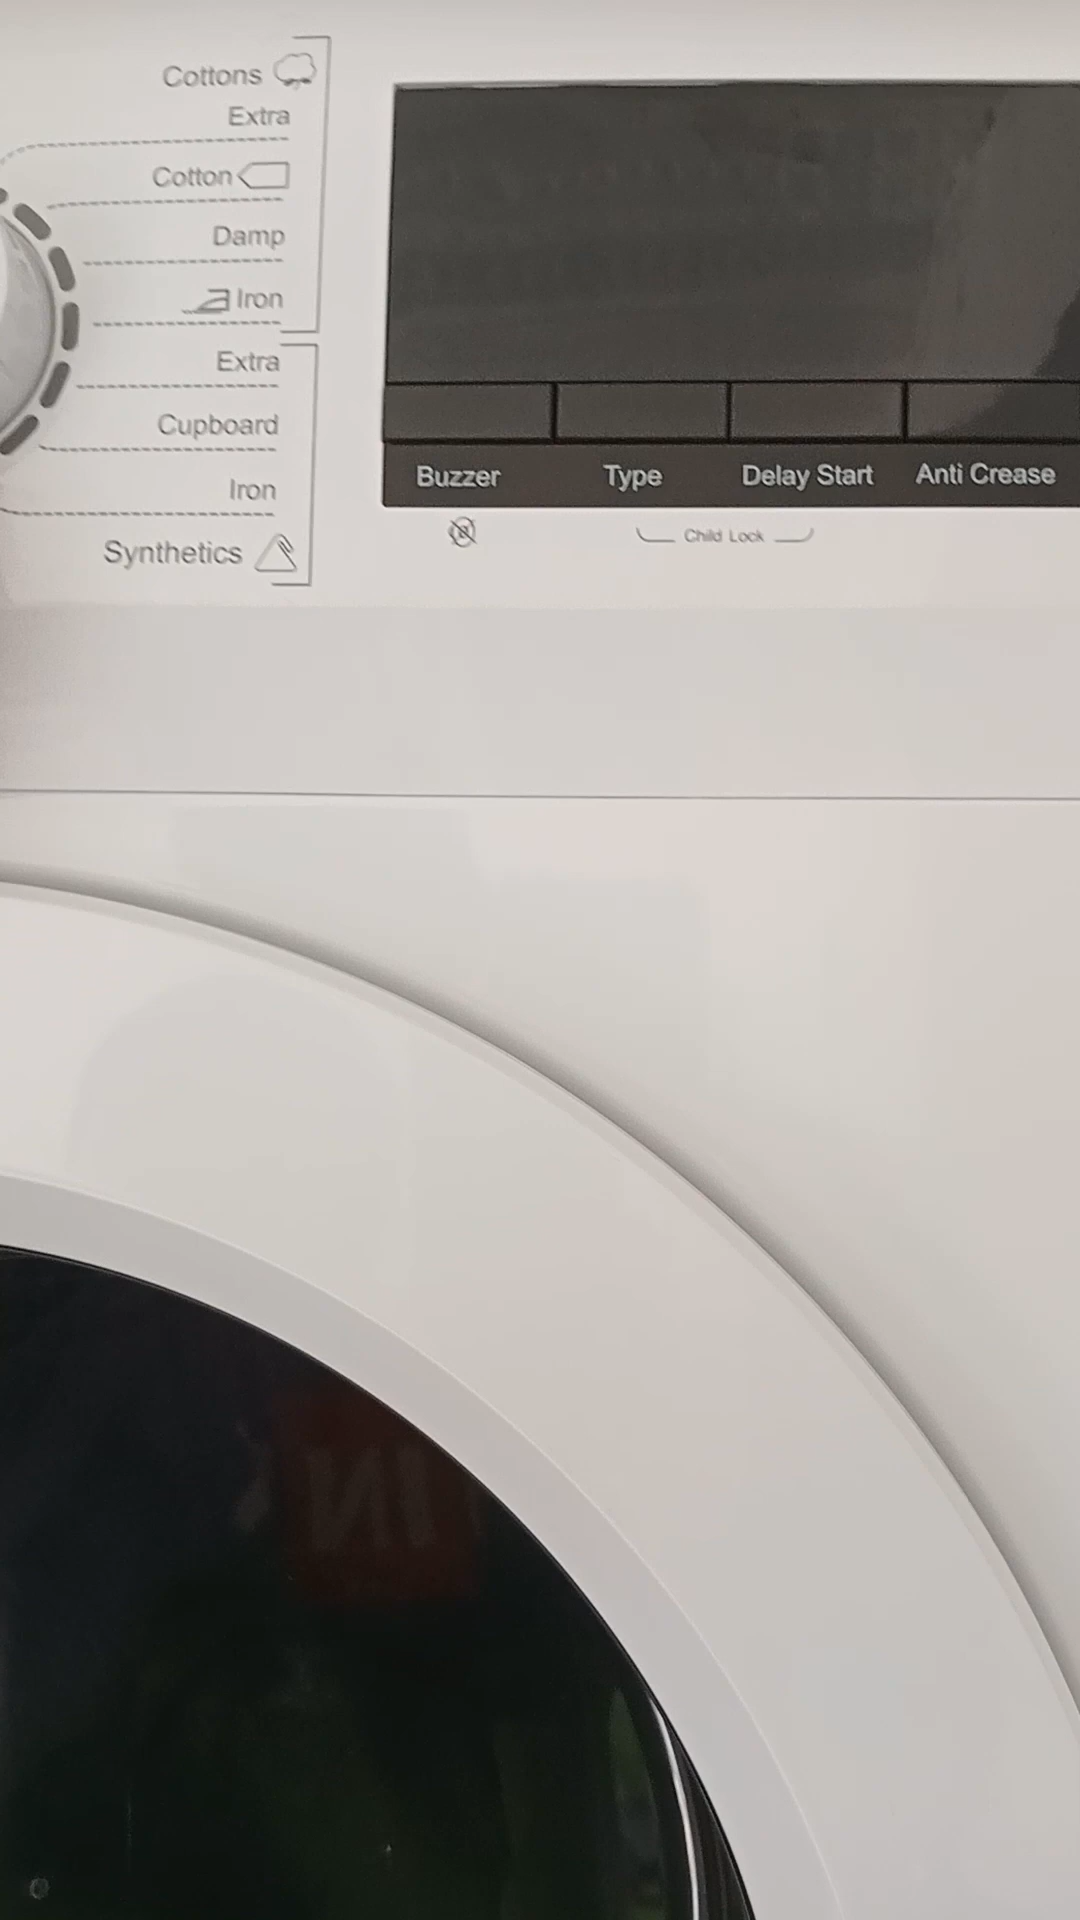 Cottons
Extra
Cotton
Damp
Iron
Extra
Cupboard
Iron
Synthetics
Buzzer
Type
Delay Start
Anti Crease
Child Lock